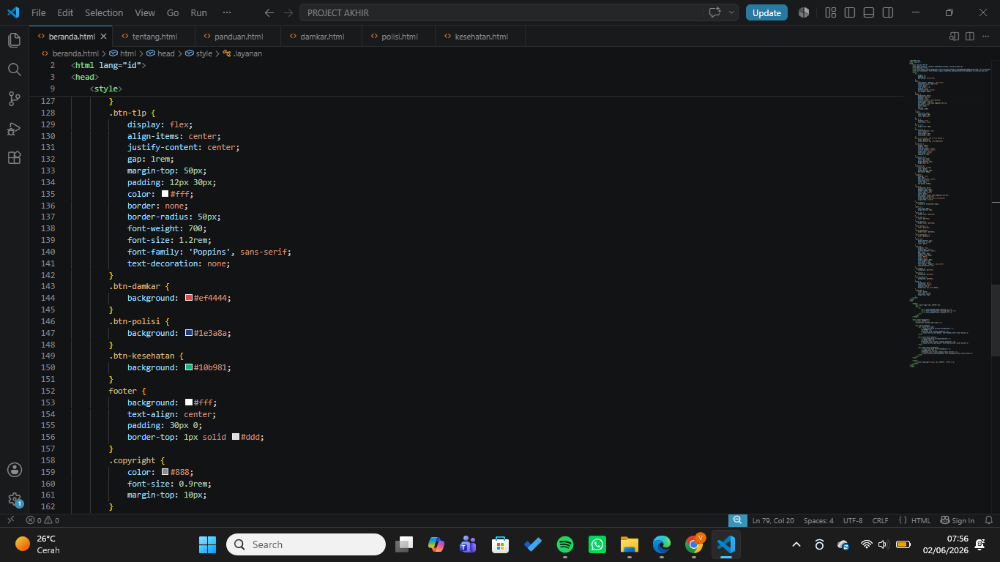 File Edit Selection View Go Run ··· PROJECT AKHIR Update
beranda.html tentang.html panduan.html damkar.html polisi.html kesehatan.html
beranda.html > html > head > style > .layanan
2 <html lang="id">
3 <head>
9 <style>
127 }
128 .btn-tlp {
129 display: flex;
130 align-items: center;
131 justify-content: center;
132 gap: 1rem;
133 margin-top: 50px;
134 padding: 12px 30px;
135 color: #fff;
136 border: none;
137 border-radius: 50px;
138 font-weight: 700;
139 font-size: 1.2rem;
140 font-family: 'Poppins', sans-serif;
141 text-decoration: none;
142 }
143 .btn-damkar {
144 background: #ef4444;
145 }
146 .btn-polisi {
147 background: #1e3a8a;
148 }
149 .btn-kesehatan {
150 background: #10b981;
151 }
152 footer {
153 background: #fff;
154 text-align: center;
155 padding: 30px 0;
156 border-top: 1px solid #ddd;
157 }
158 .copyright {
159 color: #888;
160 font-size: 0.9rem;
161 margin-top: 10px;
162 }
1
0 0 Ln 79, Col 20 Spaces: 4 UTF-8 CRLF {} HTML Sign In
26°C
Cerah
Search
V
07:56
02/06/2026